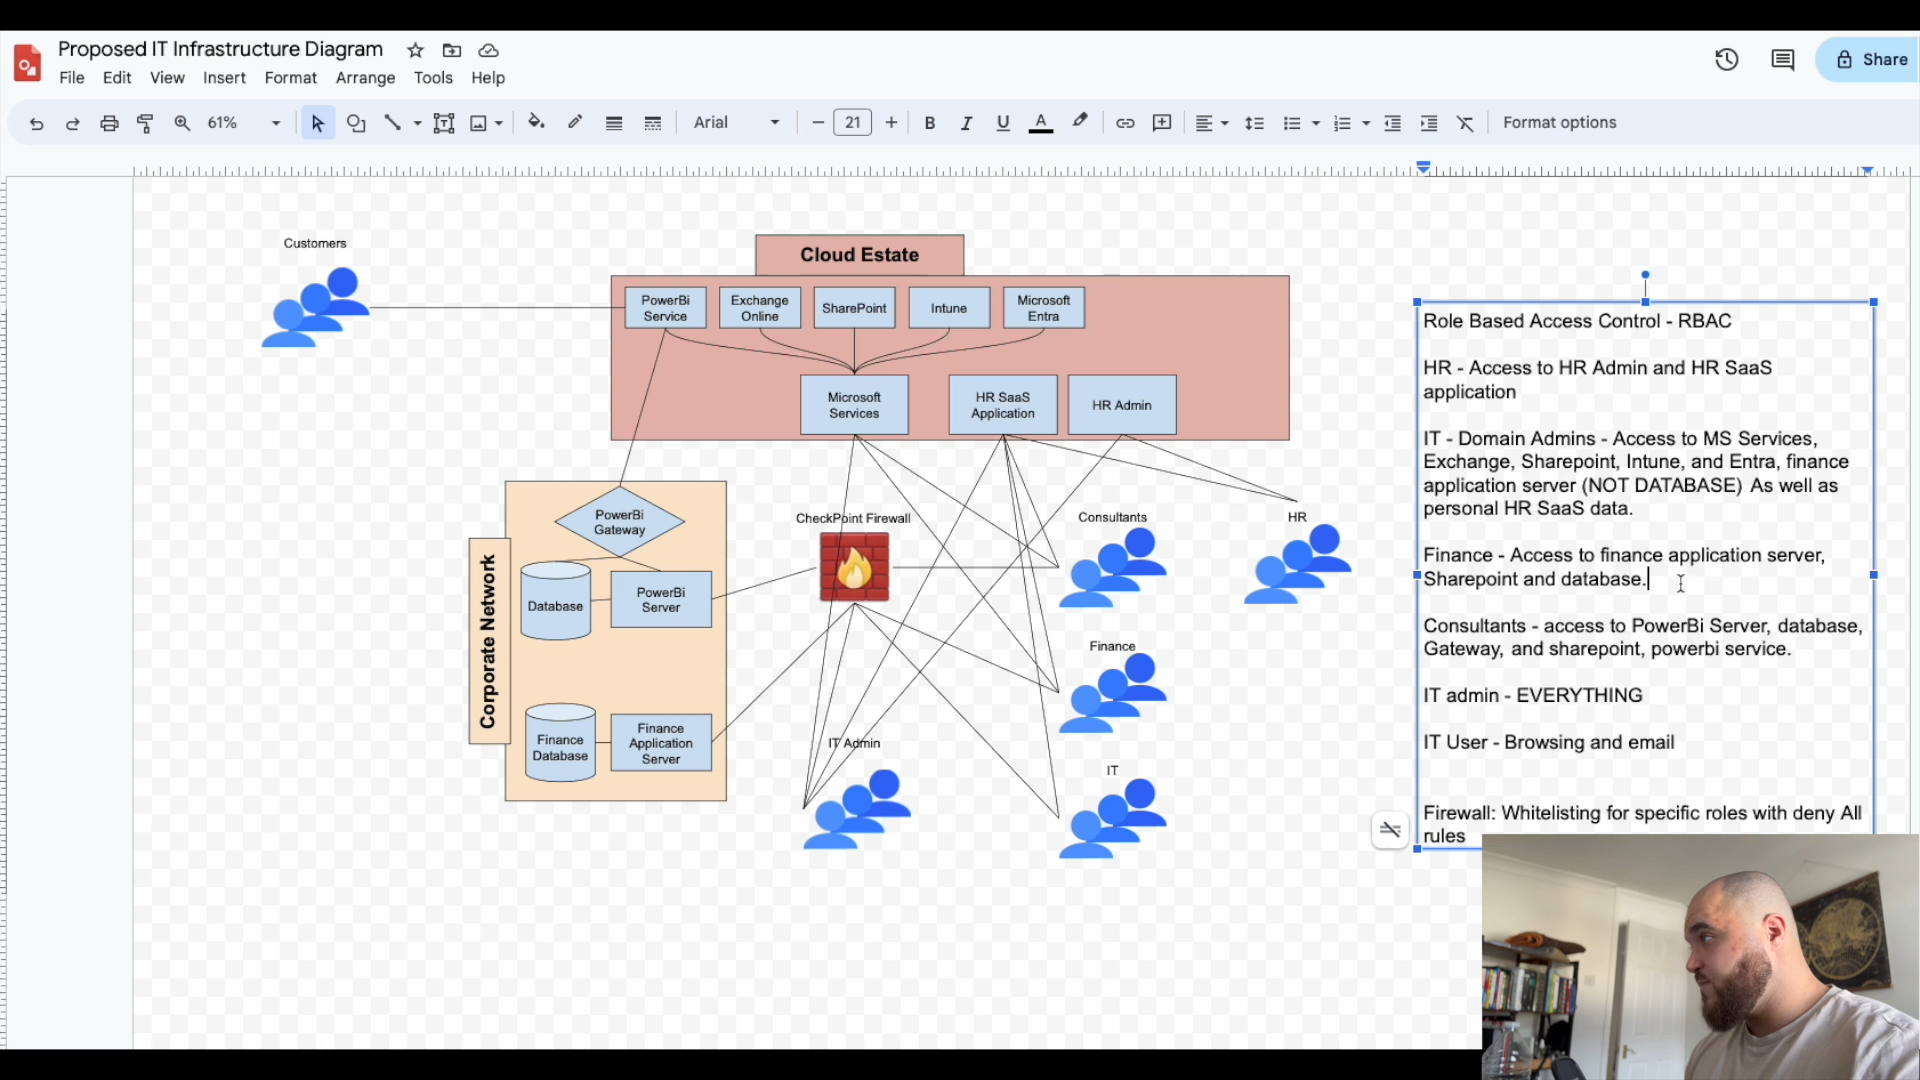 Proposed IT Infrastructure Diagram
File Edit View Insert Format Arrange Tools Help
Share
61%
Arial
21
Format options
Customers
Cloud Estate
PowerBi
Service
Exchange
Online
SharePoint
Intune
Microsoft
Entra
Microsoft
Services
HR SaaS
Application
HR Admin
Corporate Network
PowerBi
Gateway
Database
PowerBi
Server
Finance
Database
Finance
Application
Server
CheckPoint Firewall
Consultants
HR
Finance
IT Admin
IT
Role Based Access Control - RBAC
HR - Access to HR Admin and HR SaaS
application
IT - Domain Admins - Access to MS Services,
Exchange, Sharepoint, Intune, and Entra, finance
application server (NOT DATABASE) As well as
personal HR SaaS data.
Finance - Access to finance application server,
Sharepoint and database.
Consultants - access to PowerBi Server, database,
Gateway, and sharepoint, powerbi service.
IT admin - EVERYTHING
IT User - Browsing and email
Firewall: Whitelisting for specific roles with deny All
rules